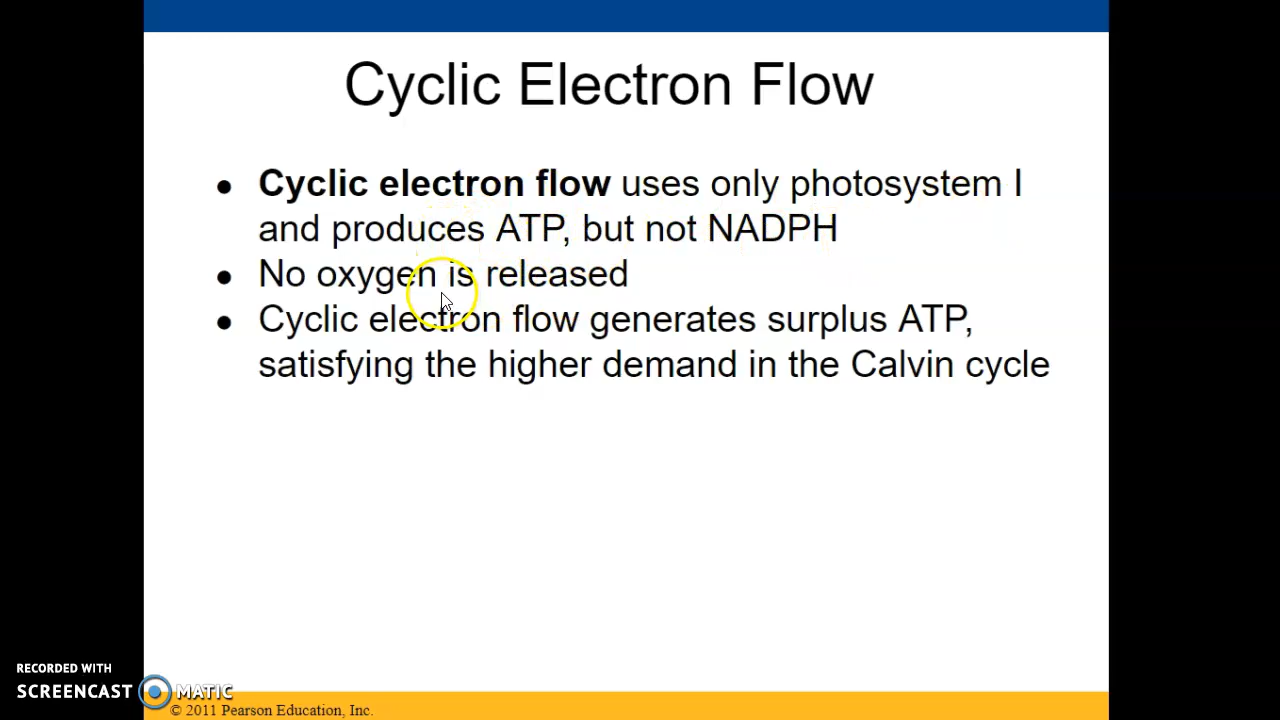 Cyclic Electron Flow
● Cyclic electron flow uses only photosystem I
and produces ATP, but not NADPH
● No oxygen is released
● Cyclic electron flow generates surplus ATP,
satisfying the higher demand in the Calvin cycle
RECORDED WITH
SCREENCAST MATIC
© 2011 Pearson Education, Inc.